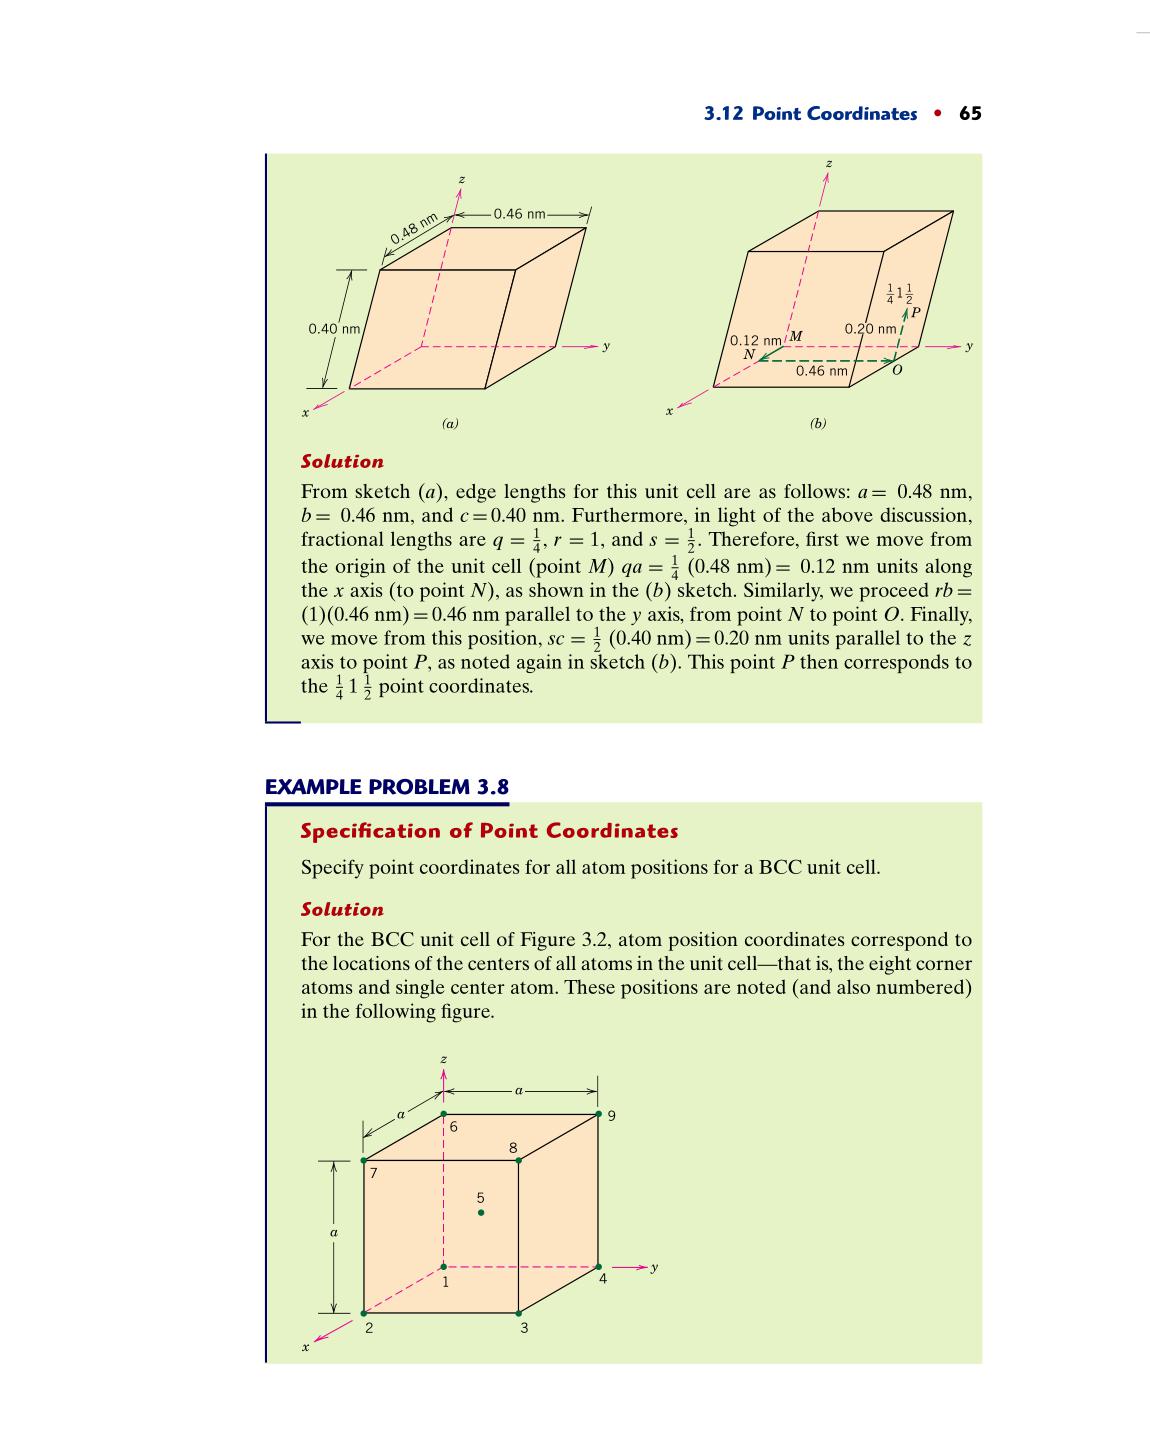 3.12 Point Coordinates • 65
z
0.48 nm
0.46 nm
0.40 nm
y
x
(a)
z
1/4 1 1/2
P
0.20 nm
0.12 nm
M
N
y
0.46 nm
O
x
(b)
Solution
From sketch (a), edge lengths for this unit cell are as follows: a = 0.48 nm,
b = 0.46 nm, and c = 0.40 nm. Furthermore, in light of the above discussion,
fractional lengths are q = 1/4, r = 1, and s = 1/2. Therefore, first we move from
the origin of the unit cell (point M) qa = 1/4 (0.48 nm) = 0.12 nm units along
the x axis (to point N), as shown in the (b) sketch. Similarly, we proceed rb =
(1)(0.46 nm) = 0.46 nm parallel to the y axis, from point N to point O. Finally,
we move from this position, sc = 1/2 (0.40 nm) = 0.20 nm units parallel to the z
axis to point P, as noted again in sketch (b). This point P then corresponds to
the 1/4 1 1/2 point coordinates.
EXAMPLE PROBLEM 3.8
Specification of Point Coordinates
Specify point coordinates for all atom positions for a BCC unit cell.
Solution
For the BCC unit cell of Figure 3.2, atom position coordinates correspond to
the locations of the centers of all atoms in the unit cell—that is, the eight corner
atoms and single center atom. These positions are noted (and also numbered)
in the following figure.
z
a
a
9
6
8
7
5
a
y
1
4
2
3
x